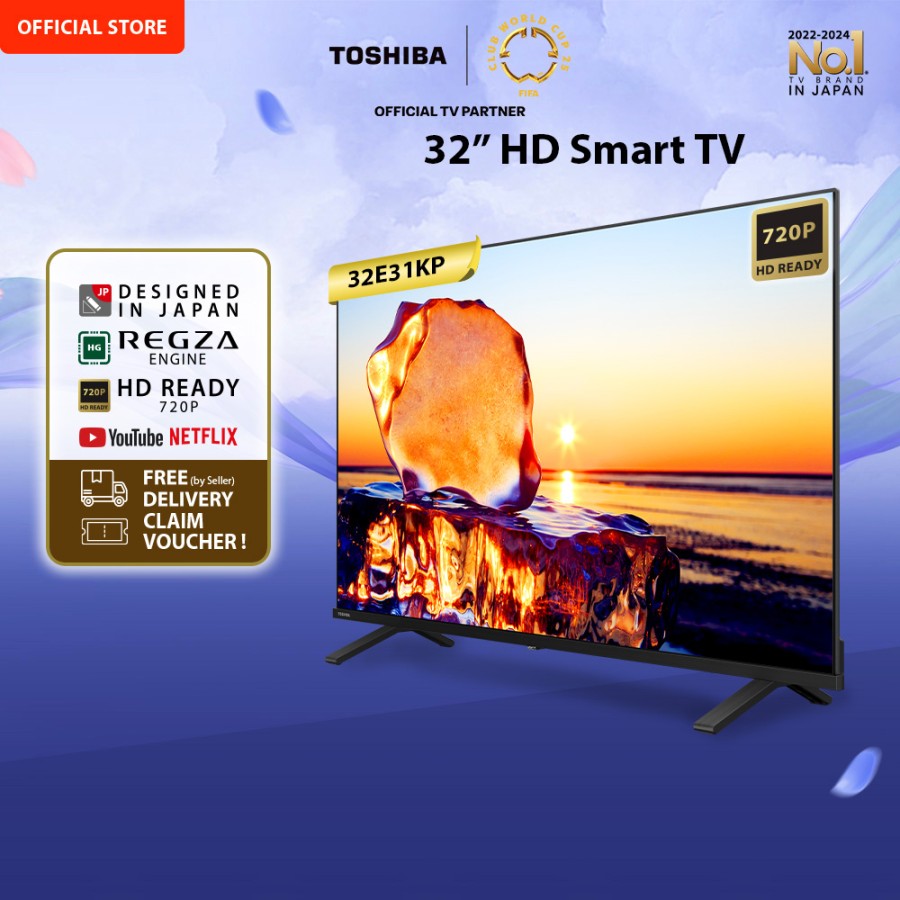 OFFICIAL STORE
TOSHIBA
CLUB WORLD CUP 25
FIFA
OFFICIAL TV PARTNER
2022-2024
No.1
TV BRAND
IN JAPAN
32” HD Smart TV
720P
HD READY
32E31KP
JP
DESIGNED
IN JAPAN
HG
REGZA
ENGINE
720P
HD READY
HD READY
720P
YouTube NETFLIX
FREE (by Seller)
DELIVERY
CLAIM
VOUCHER !
TOSHIBA